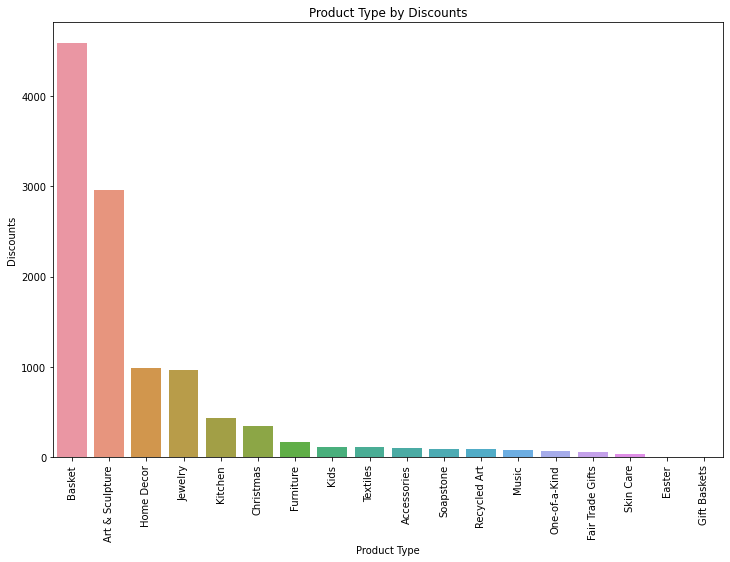 Product Type by Discounts
Discounts
4000
3000
2000
1000
0
Basket
Art & Sculpture
Home Decor
Jewelry
Kitchen
Christmas
Furniture
Kids
Textiles
Accessories
Soapstone
Recycled Art
Music
One-of-a-Kind
Fair Trade Gifts
Skin Care
Easter
Gift Baskets
Product Type